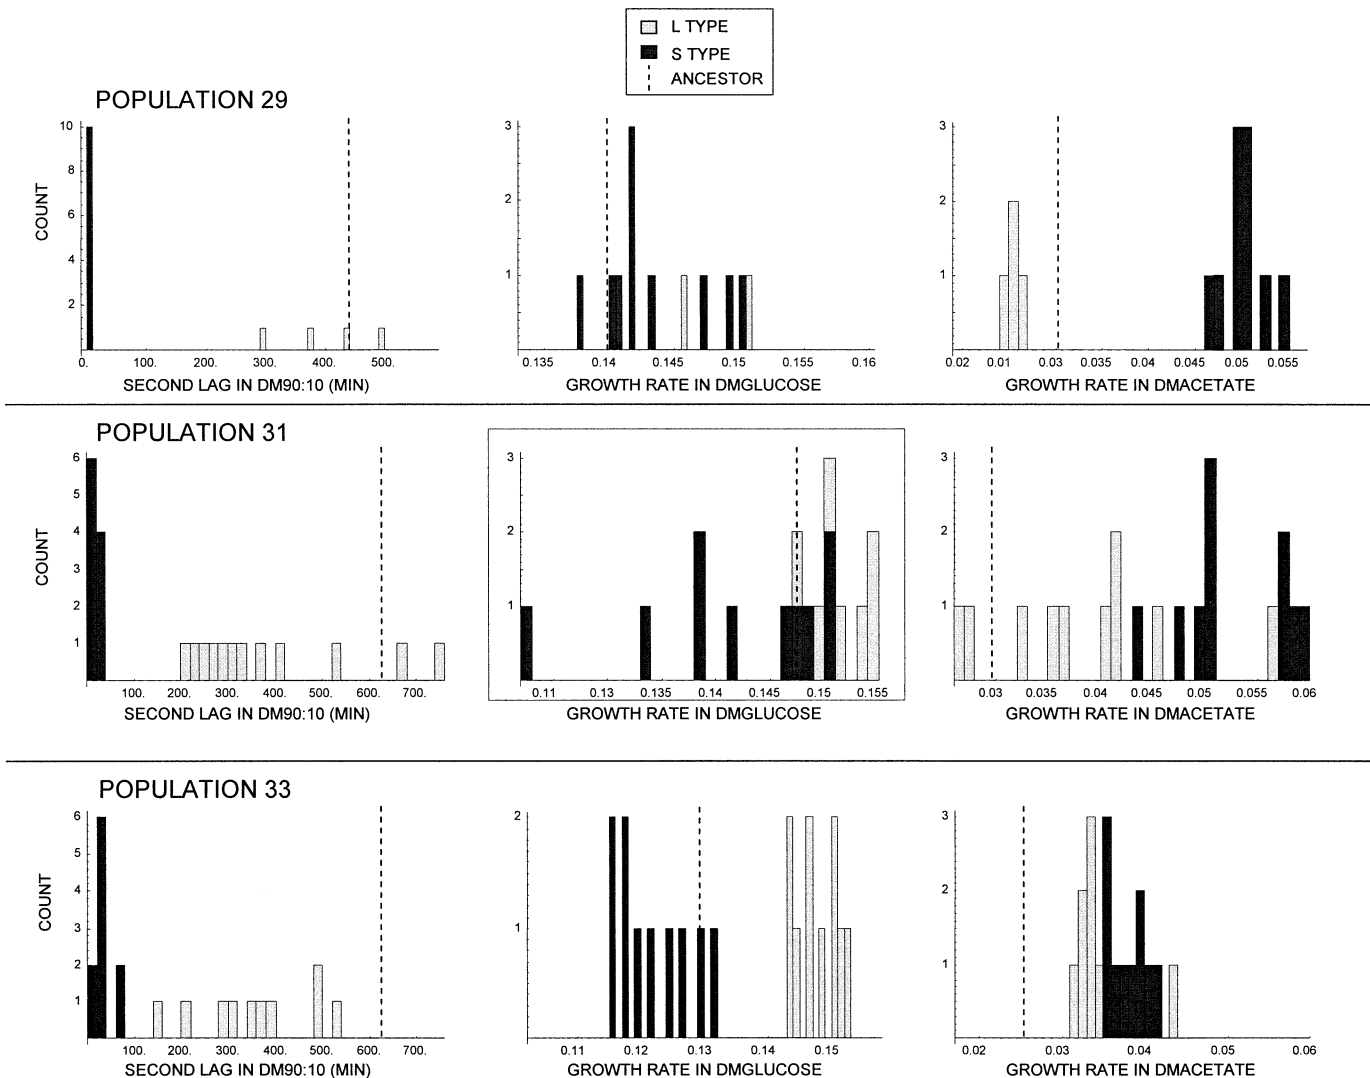 L TYPE
S TYPE
ANCESTOR
POPULATION 29
COUNT
10
8
6
4
2
0. 100. 200. 300. 400. 500.
SECOND LAG IN DM90:10 (MIN)
3
2
1
0.135 0.14 0.145 0.15 0.155 0.16
GROWTH RATE IN DMGLUCOSE
3
2
1
0.02 0.01 0.03 0.035 0.04 0.045 0.05 0.055
GROWTH RATE IN DMACETATE
POPULATION 31
COUNT
6
5
4
3
2
1
100. 200. 300. 400. 500. 600. 700.
SECOND LAG IN DM90:10 (MIN)
3
2
1
0.11 0.13 0.135 0.14 0.145 0.15 0.155
GROWTH RATE IN DMGLUCOSE
3
2
1
0.03 0.035 0.04 0.045 0.05 0.055 0.06
GROWTH RATE IN DMACETATE
POPULATION 33
COUNT
6
5
4
3
2
1
100. 200. 300. 400. 500. 600. 700.
SECOND LAG IN DM90:10 (MIN)
2
1
0.11 0.12 0.13 0.14 0.15
GROWTH RATE IN DMGLUCOSE
3
2
1
0.02 0.03 0.04 0.05 0.06
GROWTH RATE IN DMACETATE